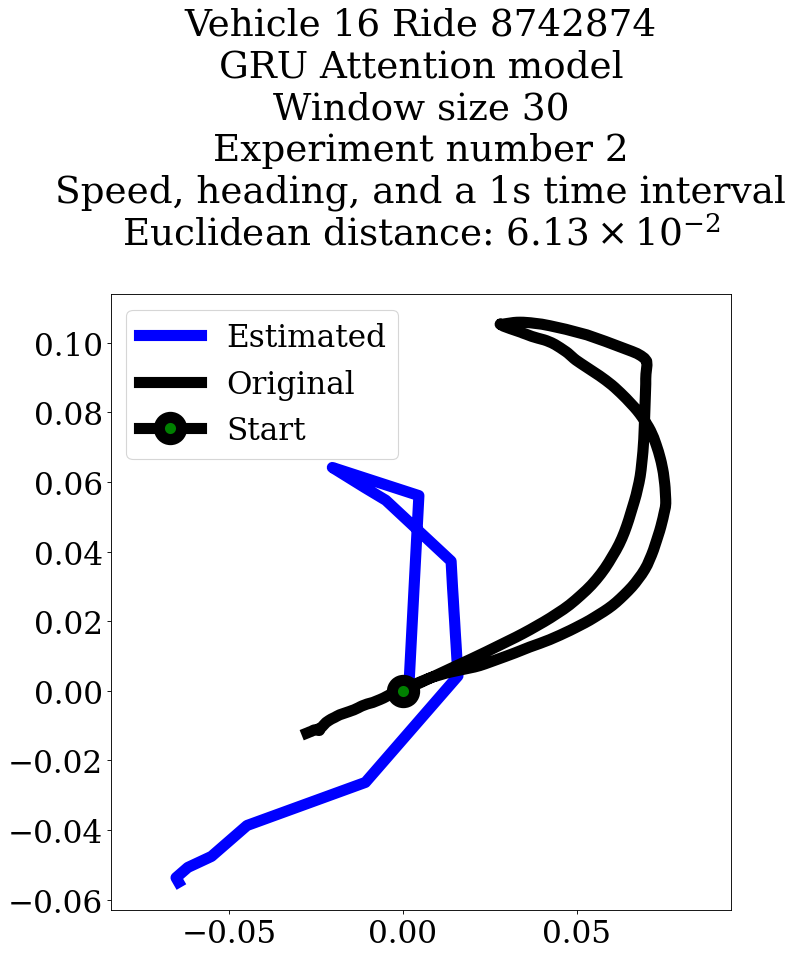 Vehicle 16 Ride 8742874
GRU Attention model
Window size 30
Experiment number 2
Speed, heading, and a 1s time interval
Euclidean distance: 6.13 × 10⁻²
Estimated
Original
Start
0.10
0.08
0.06
0.04
0.02
0.00
−0.02
−0.04
−0.06
−0.05
0.00
0.05